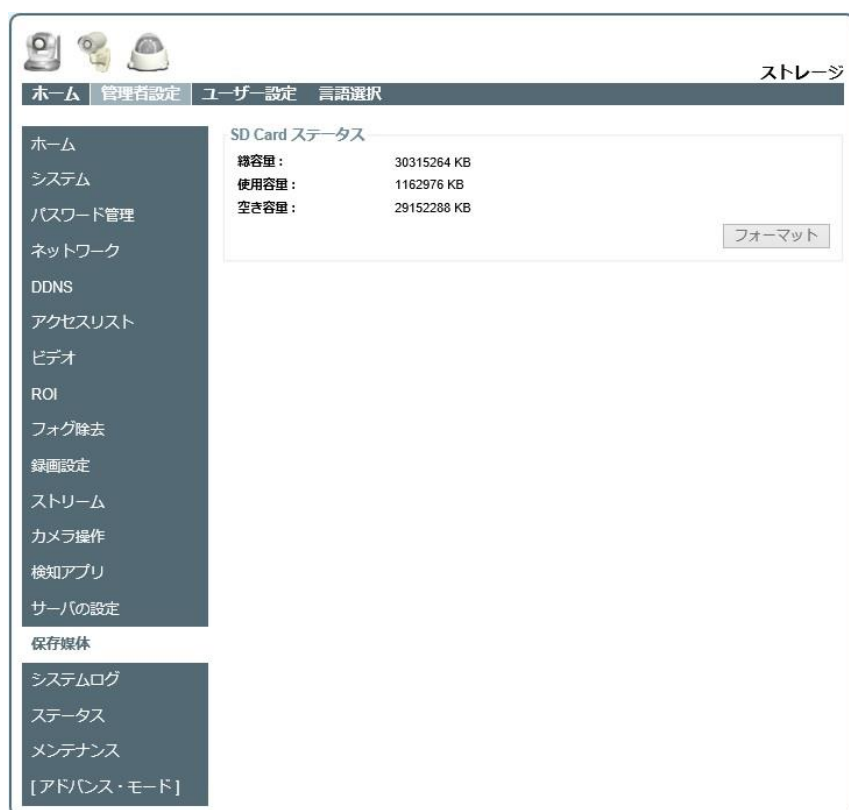 ストレージ
ホーム 管理者設定 ユーザー設定 言語選択
ホーム
システム
パスワード管理
ネットワーク
DDNS
アクセスリスト
ビデオ
ROI
フォグ除去
録画設定
ストリーム
カメラ操作
検知アプリ
サーバの設定
保存媒体
システムログ
ステータス
メンテナンス
[アドバンス・モード]
SD Card ステータス
総容量: 30315264 KB
使用容量: 1162976 KB
空き容量: 29152288 KB
フォーマット